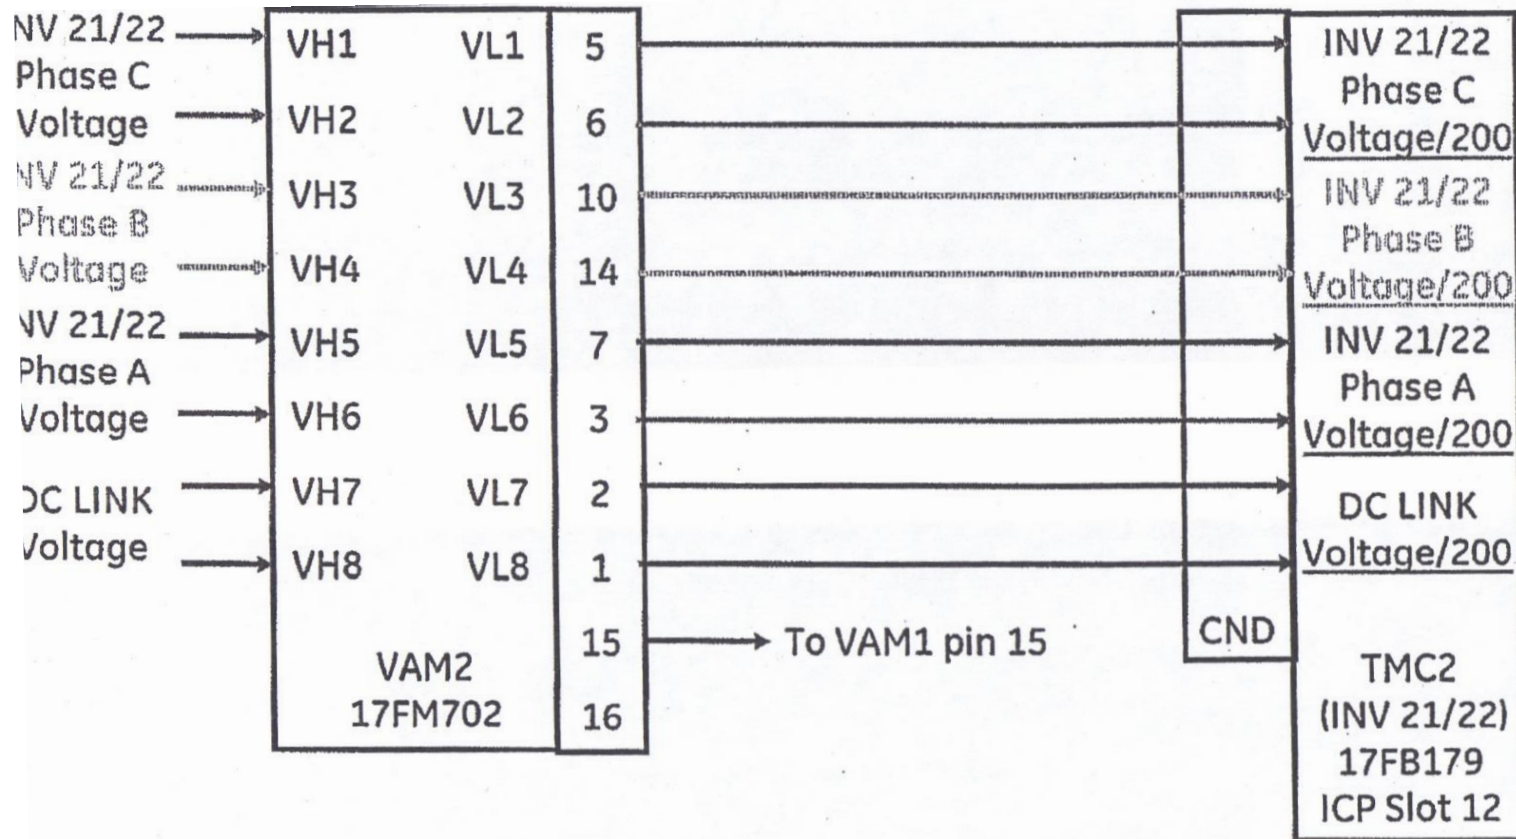 NV 21/22
Phase C
Voltage
NV 21/22
Phase B
Voltage
NV 21/22
Phase A
Voltage
DC LINK
Voltage
VH1 VL1 5
VH2 VL2 6
VH3 VL3 10
VH4 VL4 14
VH5 VL5 7
VH6 VL6 3
VH7 VL7 2
VH8 VL8 1
15 To VAM1 pin 15
16
VAM2
17FM702
CND
INV 21/22
Phase C
Voltage/200
INV 21/22
Phase B
Voltage/200
INV 21/22
Phase A
Voltage/200
DC LINK
Voltage/200
TMC2
(INV 21/22)
17FB179
ICP Slot 12